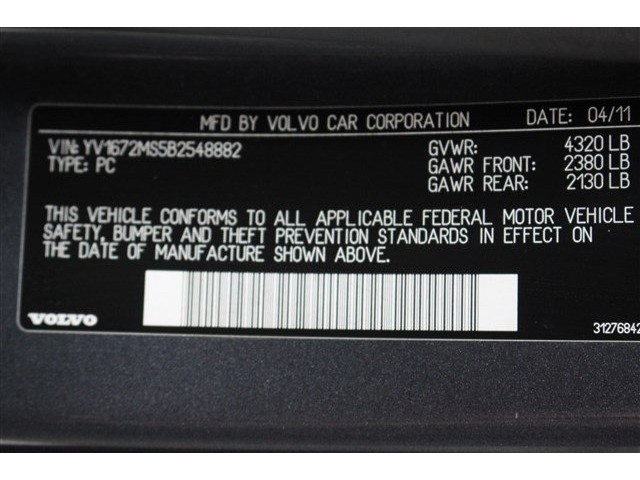 MFD BY VOLVO CAR CORPORATION DATE: 04/11
VIN: YV1672MS5B2548882 GVWR: 4320 LB
TYPE: PC GAWR FRONT: 2380 LB
GAWR REAR: 2130 LB
THIS VEHICLE CONFORMS TO ALL APPLICABLE FEDERAL MOTOR VEHICLE
SAFETY, BUMPER AND THEFT PREVENTION STANDARDS IN EFFECT ON
THE DATE OF MANUFACTURE SHOWN ABOVE.
VOLVO
31276842